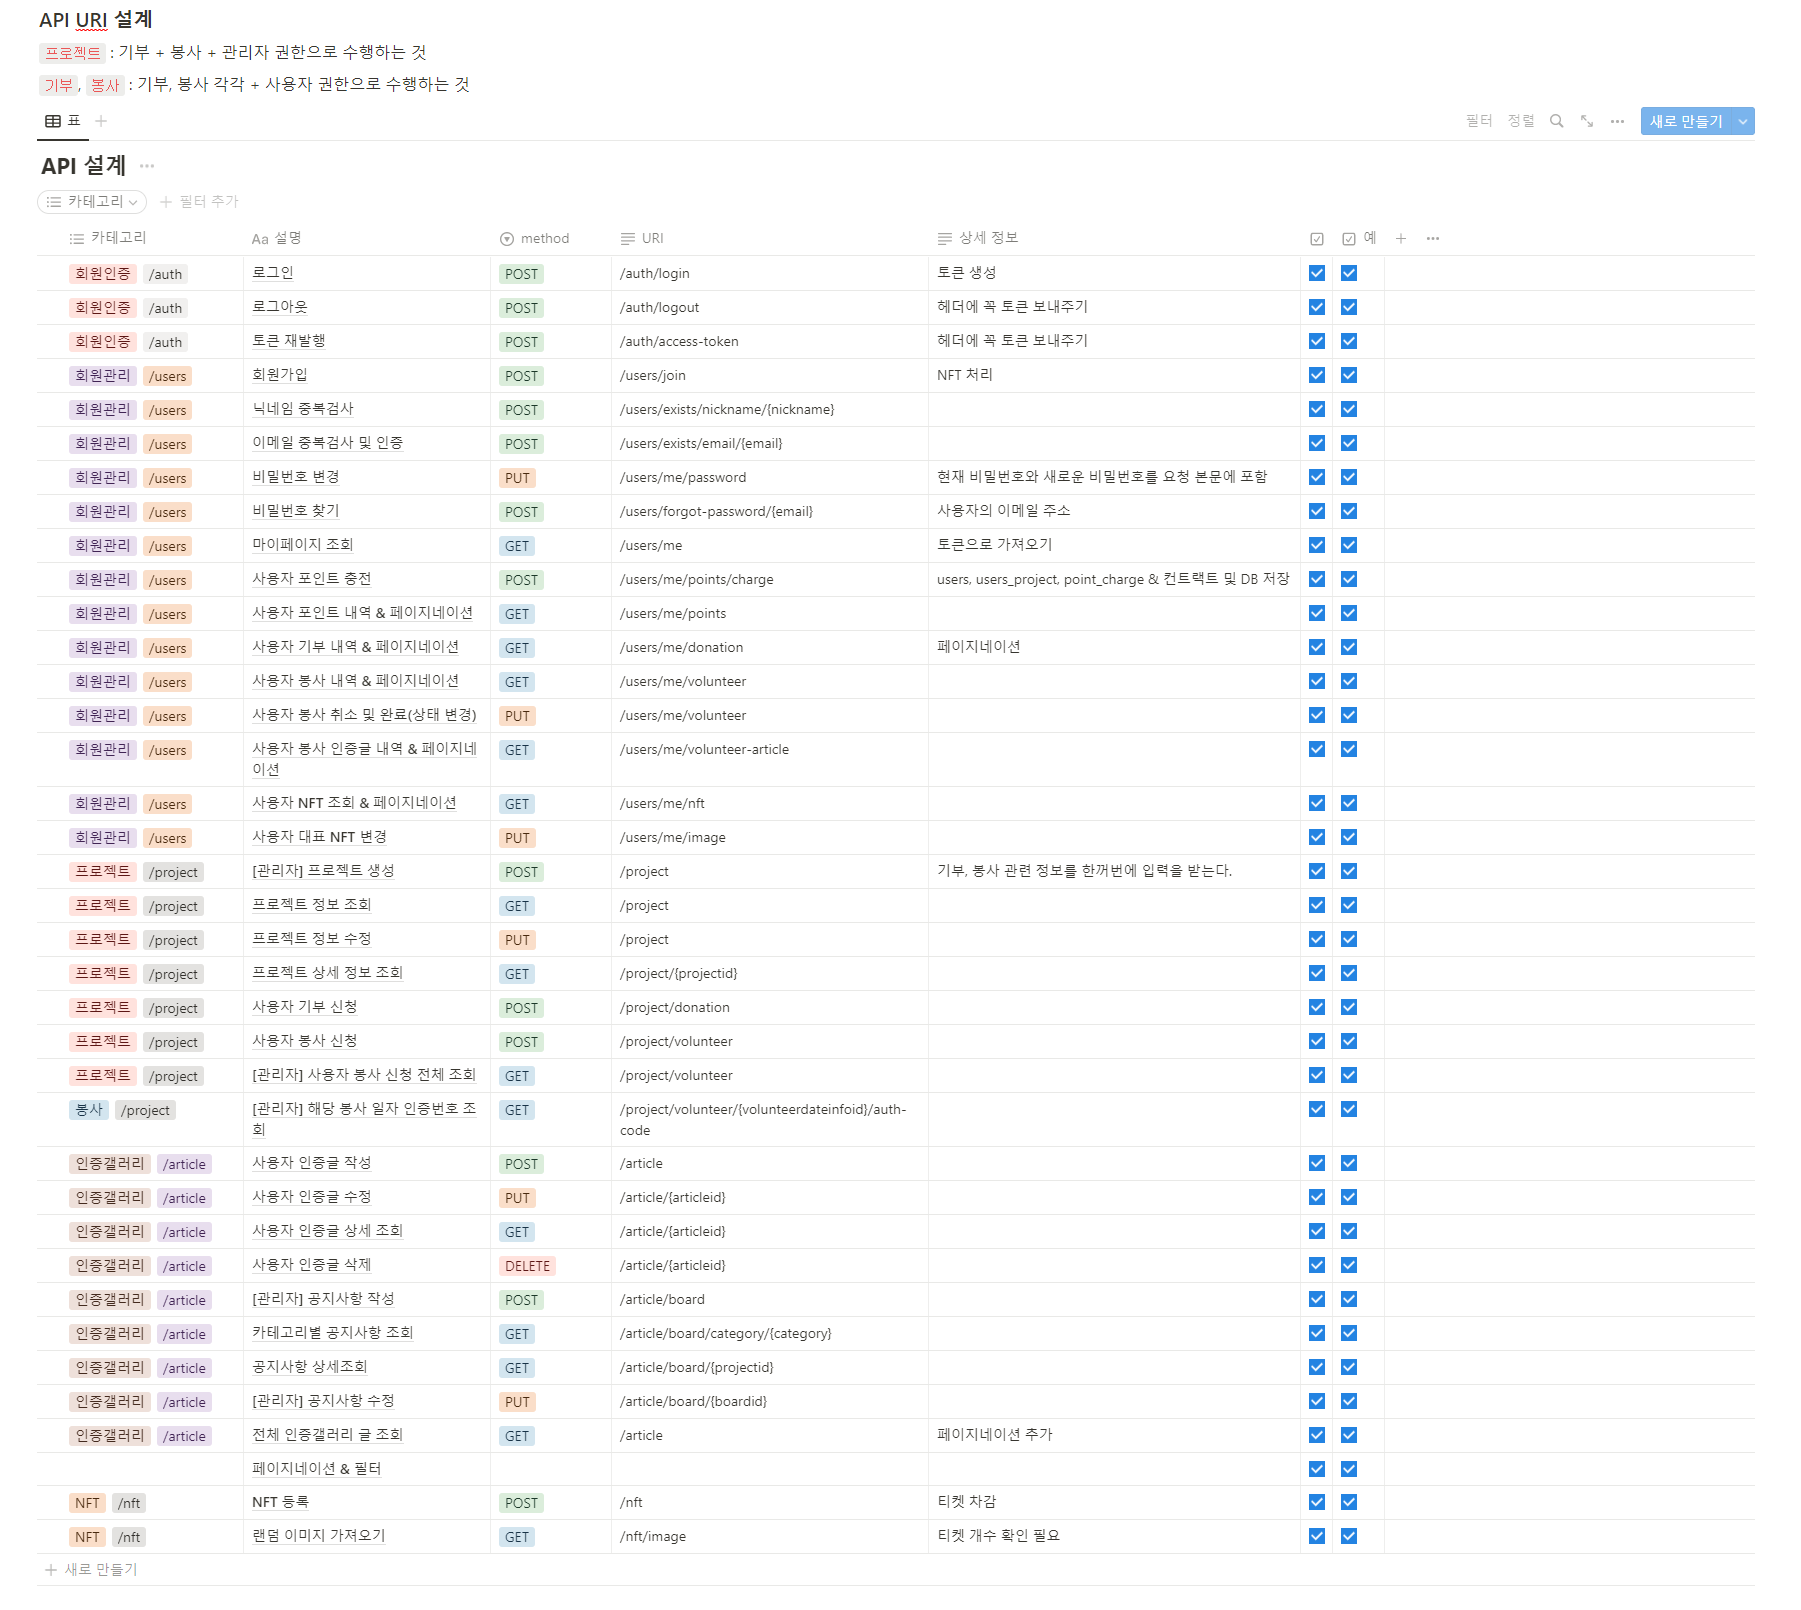 API URI 설계
프로젝트 : 기부 + 봉사 + 관리자 권한으로 수행하는 것
기부, 봉사 : 기부, 봉사 각각 + 사용자 권한으로 수행하는 것
표
필터 정렬 새로 만들기
API 설계
카테고리 필터 추가
카테고리 Aa 설명 method URI 상세 정보 예
회원인증 /auth 로그인 POST /auth/login 토큰 생성
회원인증 /auth 로그아웃 POST /auth/logout 헤더에 꼭 토큰 보내주기
회원인증 /auth 토큰 재발행 POST /auth/access-token 헤더에 꼭 토큰 보내주기
회원관리 /users 회원가입 POST /users/join NFT 처리
회원관리 /users 닉네임 중복검사 POST /users/exists/nickname/{nickname}
회원관리 /users 이메일 중복검사 및 인증 POST /users/exists/email/{email}
회원관리 /users 비밀번호 변경 PUT /users/me/password 현재 비밀번호와 새로운 비밀번호를 요청 본문에 포함
회원관리 /users 비밀번호 찾기 POST /users/forgot-password/{email} 사용자의 이메일 주소
회원관리 /users 마이페이지 조회 GET /users/me 토큰으로 가져오기
회원관리 /users 사용자 포인트 충전 POST /users/me/points/charge users, users_project, point_charge & 컨트랙트 및 DB 저장
회원관리 /users 사용자 포인트 내역 & 페이지네이션 GET /users/me/points
회원관리 /users 사용자 기부 내역 & 페이지네이션 GET /users/me/donation 페이지네이션
회원관리 /users 사용자 봉사 내역 & 페이지네이션 GET /users/me/volunteer
회원관리 /users 사용자 봉사 취소 및 완료(상태 변경) PUT /users/me/volunteer
회원관리 /users 사용자 봉사 인증글 내역 & 페이지네 GET /users/me/volunteer-article
이션
회원관리 /users 사용자 NFT 조회 & 페이지네이션 GET /users/me/nft
회원관리 /users 사용자 대표 NFT 변경 PUT /users/me/image
프로젝트 /project [관리자] 프로젝트 생성 POST /project 기부, 봉사 관련 정보를 한꺼번에 입력을 받는다.
프로젝트 /project 프로젝트 정보 조회 GET /project
프로젝트 /project 프로젝트 정보 수정 PUT /project
프로젝트 /project 프로젝트 상세 정보 조회 GET /project/{projectid}
프로젝트 /project 사용자 기부 신청 POST /project/donation
프로젝트 /project 사용자 봉사 신청 POST /project/volunteer
프로젝트 /project [관리자] 사용자 봉사 신청 전체 조회 GET /project/volunteer
봉사 /project [관리자] 해당 봉사 일자 인증번호 조 GET /project/volunteer/{volunteerdateinfoid}/auth-
회 code
인증갤러리 /article 사용자 인증글 작성 POST /article
인증갤러리 /article 사용자 인증글 수정 PUT /article/{articleid}
인증갤러리 /article 사용자 인증글 상세 조회 GET /article/{articleid}
인증갤러리 /article 사용자 인증글 삭제 DELETE /article/{articleid}
인증갤러리 /article [관리자] 공지사항 작성 POST /article/board
인증갤러리 /article 카테고리별 공지사항 조회 GET /article/board/category/{category}
인증갤러리 /article 공지사항 상세조회 GET /article/board/{projectid}
인증갤러리 /article [관리자] 공지사항 수정 PUT /article/board/{boardid}
인증갤러리 /article 전체 인증갤러리 글 조회 GET /article 페이지네이션 추가
페이지네이션 & 필터
NFT /nft NFT 등록 POST /nft 티켓 차감
NFT /nft 랜덤 이미지 가져오기 GET /nft/image 티켓 개수 확인 필요
새로 만들기